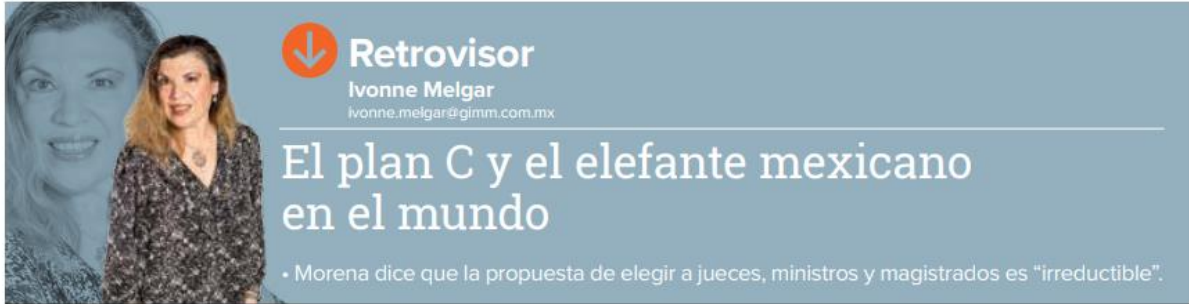 Retrovisor
Ivonne Melgar
ivonne.melgar@gimm.com.mx
El plan C y el elefante mexicano
en el mundo
• Morena dice que la propuesta de elegir a jueces, ministros y magistrados es “irreductible”.